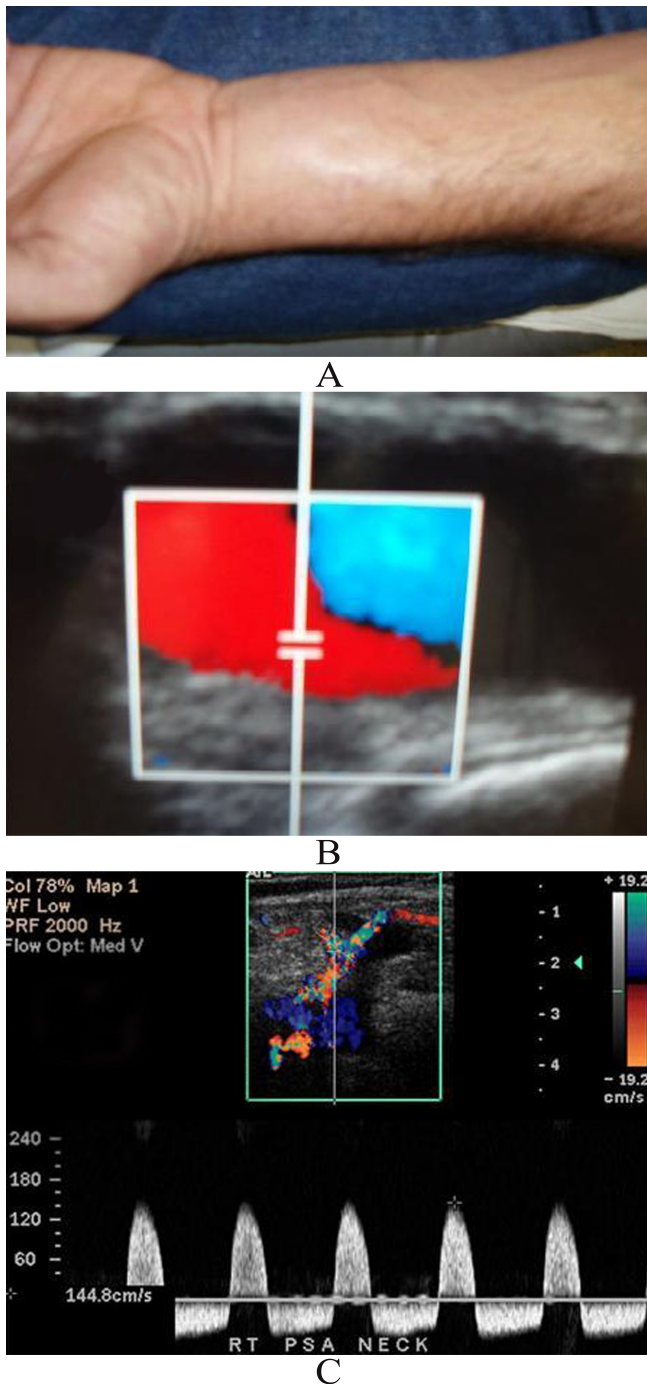 A
B
Col 78% Map 1
WF Low
PRF 2000 Hz
Flow Opt: Med V
- 1
- 2
- 3
- 4
+ 19.2
- 19.2
cm/s
240
180
120
60
144.8cm/s
RT PSA NECK
C